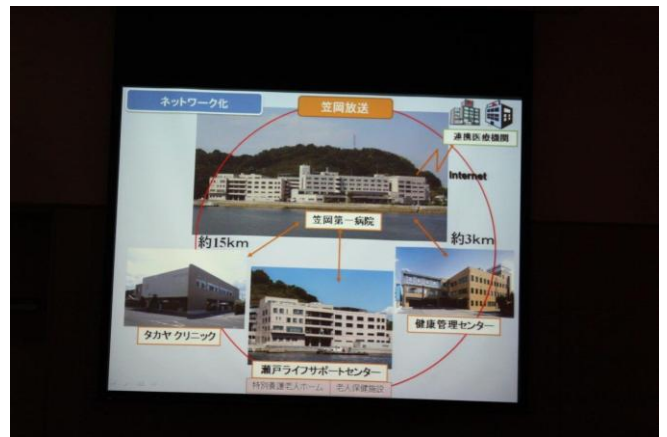 ネットワーク化
笠岡放送
連携医療機関
Internet
笠岡第一病院
約15km
約3km
タカヤクリニック
健康管理センター
瀬戸ライフサポートセンター
特別養護老人ホーム
老人保健施設